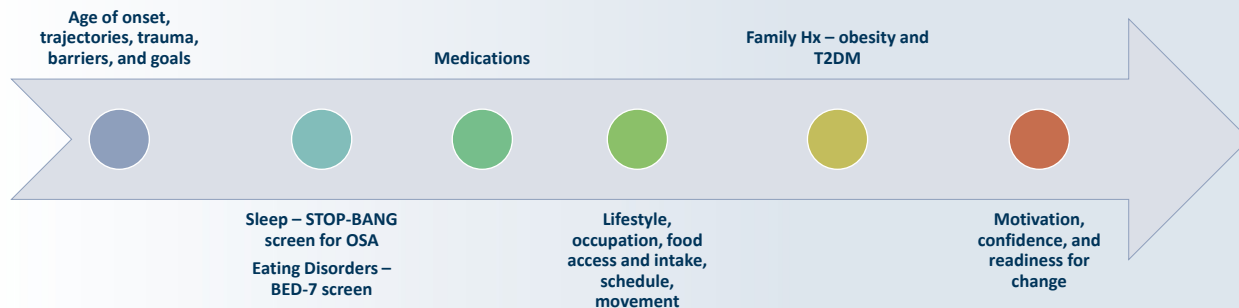 Age of onset,
trajectories, trauma,
barriers, and goals
Sleep – STOP-BANG
screen for OSA
Eating Disorders –
BED-7 screen
Medications
Lifestyle,
occupation, food
access and intake,
schedule,
movement
Family Hx – obesity and
T2DM
Motivation,
confidence, and
readiness for
change